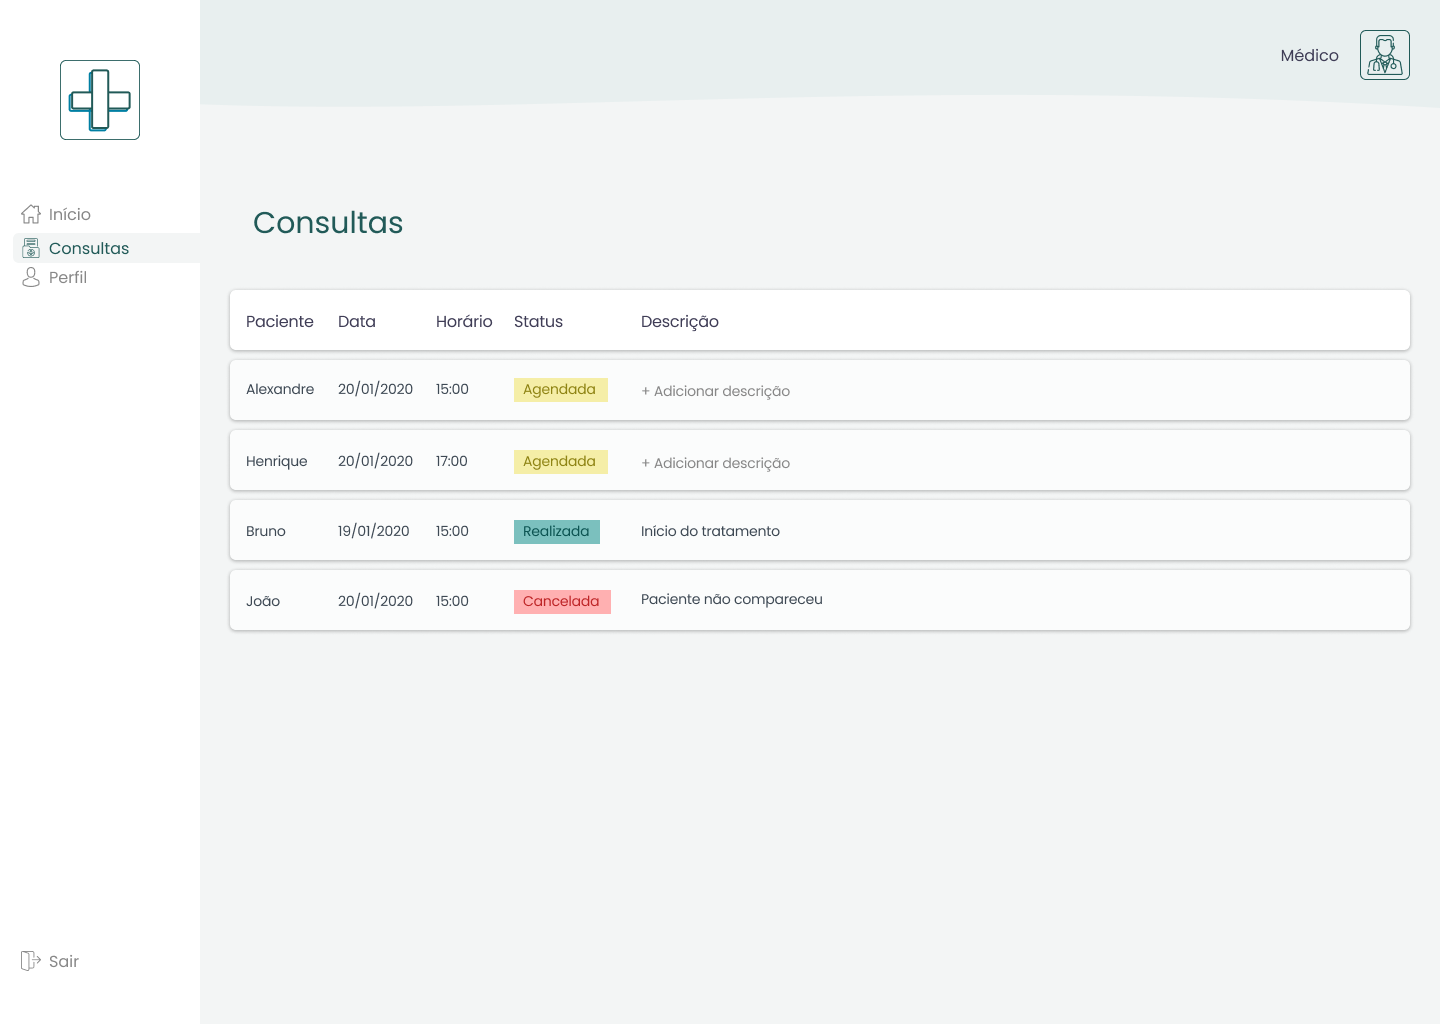 Médico
Início
Consultas
Perfil
Sair
Consultas
Paciente Data Horário Status Descrição
Alexandre 20/01/2020 15:00 Agendada + Adicionar descrição
Henrique 20/01/2020 17:00 Agendada + Adicionar descrição
Bruno 19/01/2020 15:00 Realizada Início do tratamento
João 20/01/2020 15:00 Cancelada Paciente não compareceu